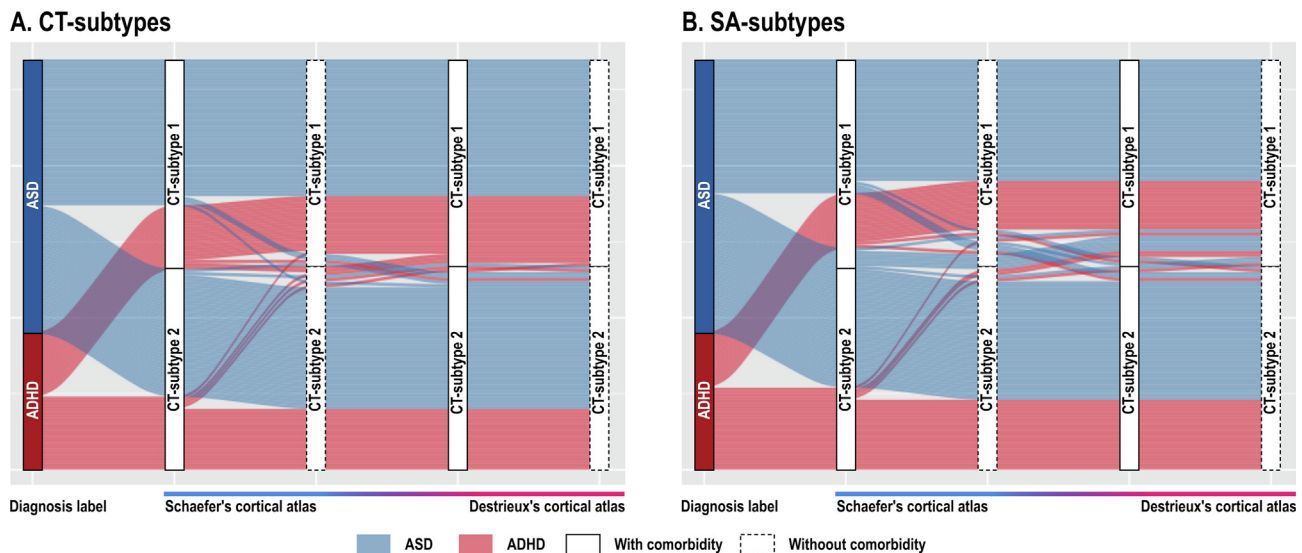 A. CT-subtypes
B. SA-subtypes
ASD
ADHD
CT-subtype 1
CT-subtype 2
CT-subtype 1
CT-subtype 2
CT-subtype 1
CT-subtype 2
CT-subtype 1
CT-subtype 2
ASD
ADHD
CT-subtype 1
CT-subtype 2
CT-subtype 1
CT-subtype 2
CT-subtype 1
CT-subtype 2
CT-subtype 1
CT-subtype 2
Diagnosis label
Schaefer's cortical atlas
Destrieux's cortical atlas
Diagnosis label
Schaefer's cortical atlas
Destrieux's cortical atlas
ASD
ADHD
With comorbidity
Withouut comorbidity